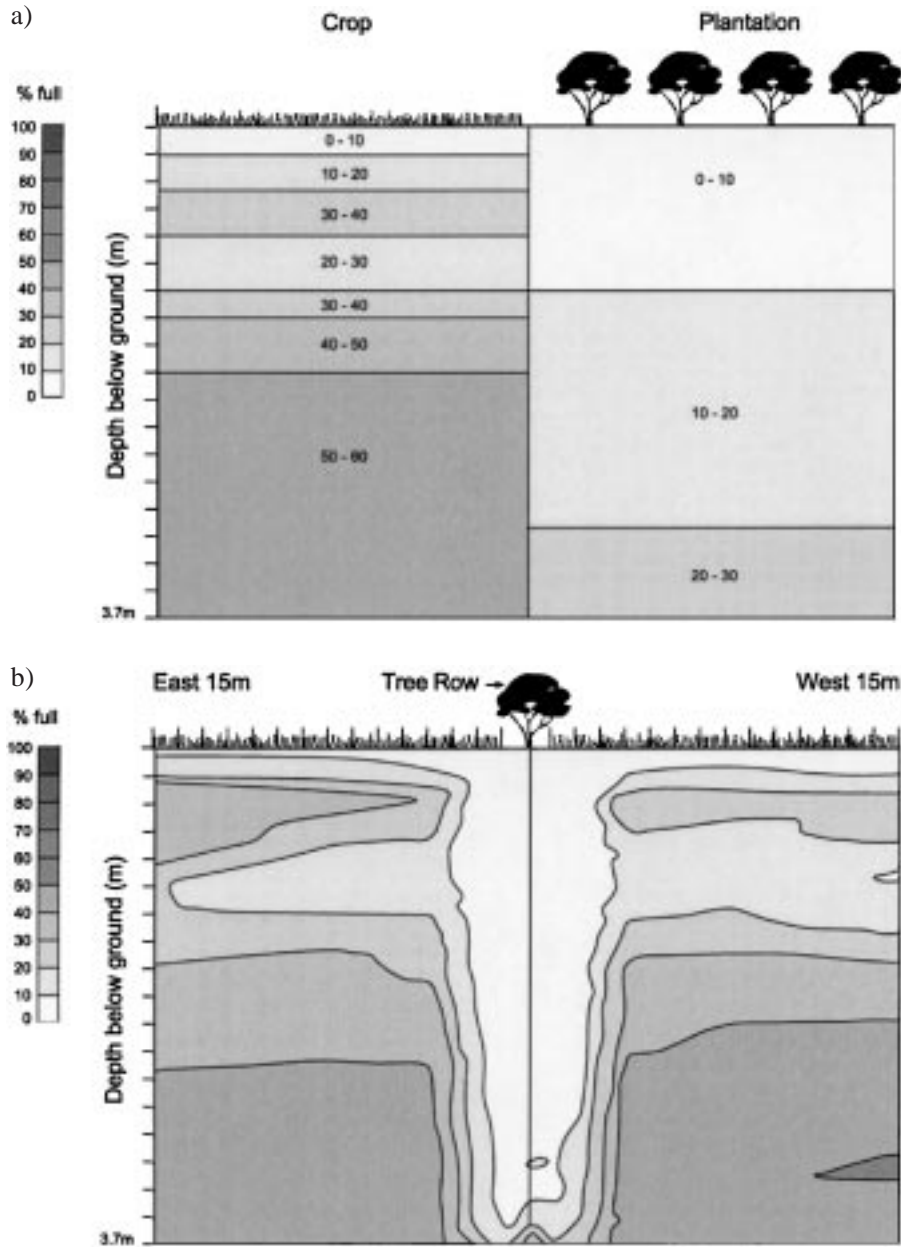 a)
Crop Plantation
% full
100
90
80
70
60
50
40
30
20
10
0
Depth below ground (m)
3.7m
0 - 10
10 - 20
30 - 40
20 - 30
30 - 40
40 - 50
50 - 60
0 - 10
10 - 20
20 - 30
b)
East 15m Tree Row West 15m
% full
100
90
80
70
60
50
40
30
20
10
0
Depth below ground (m)
3.7m